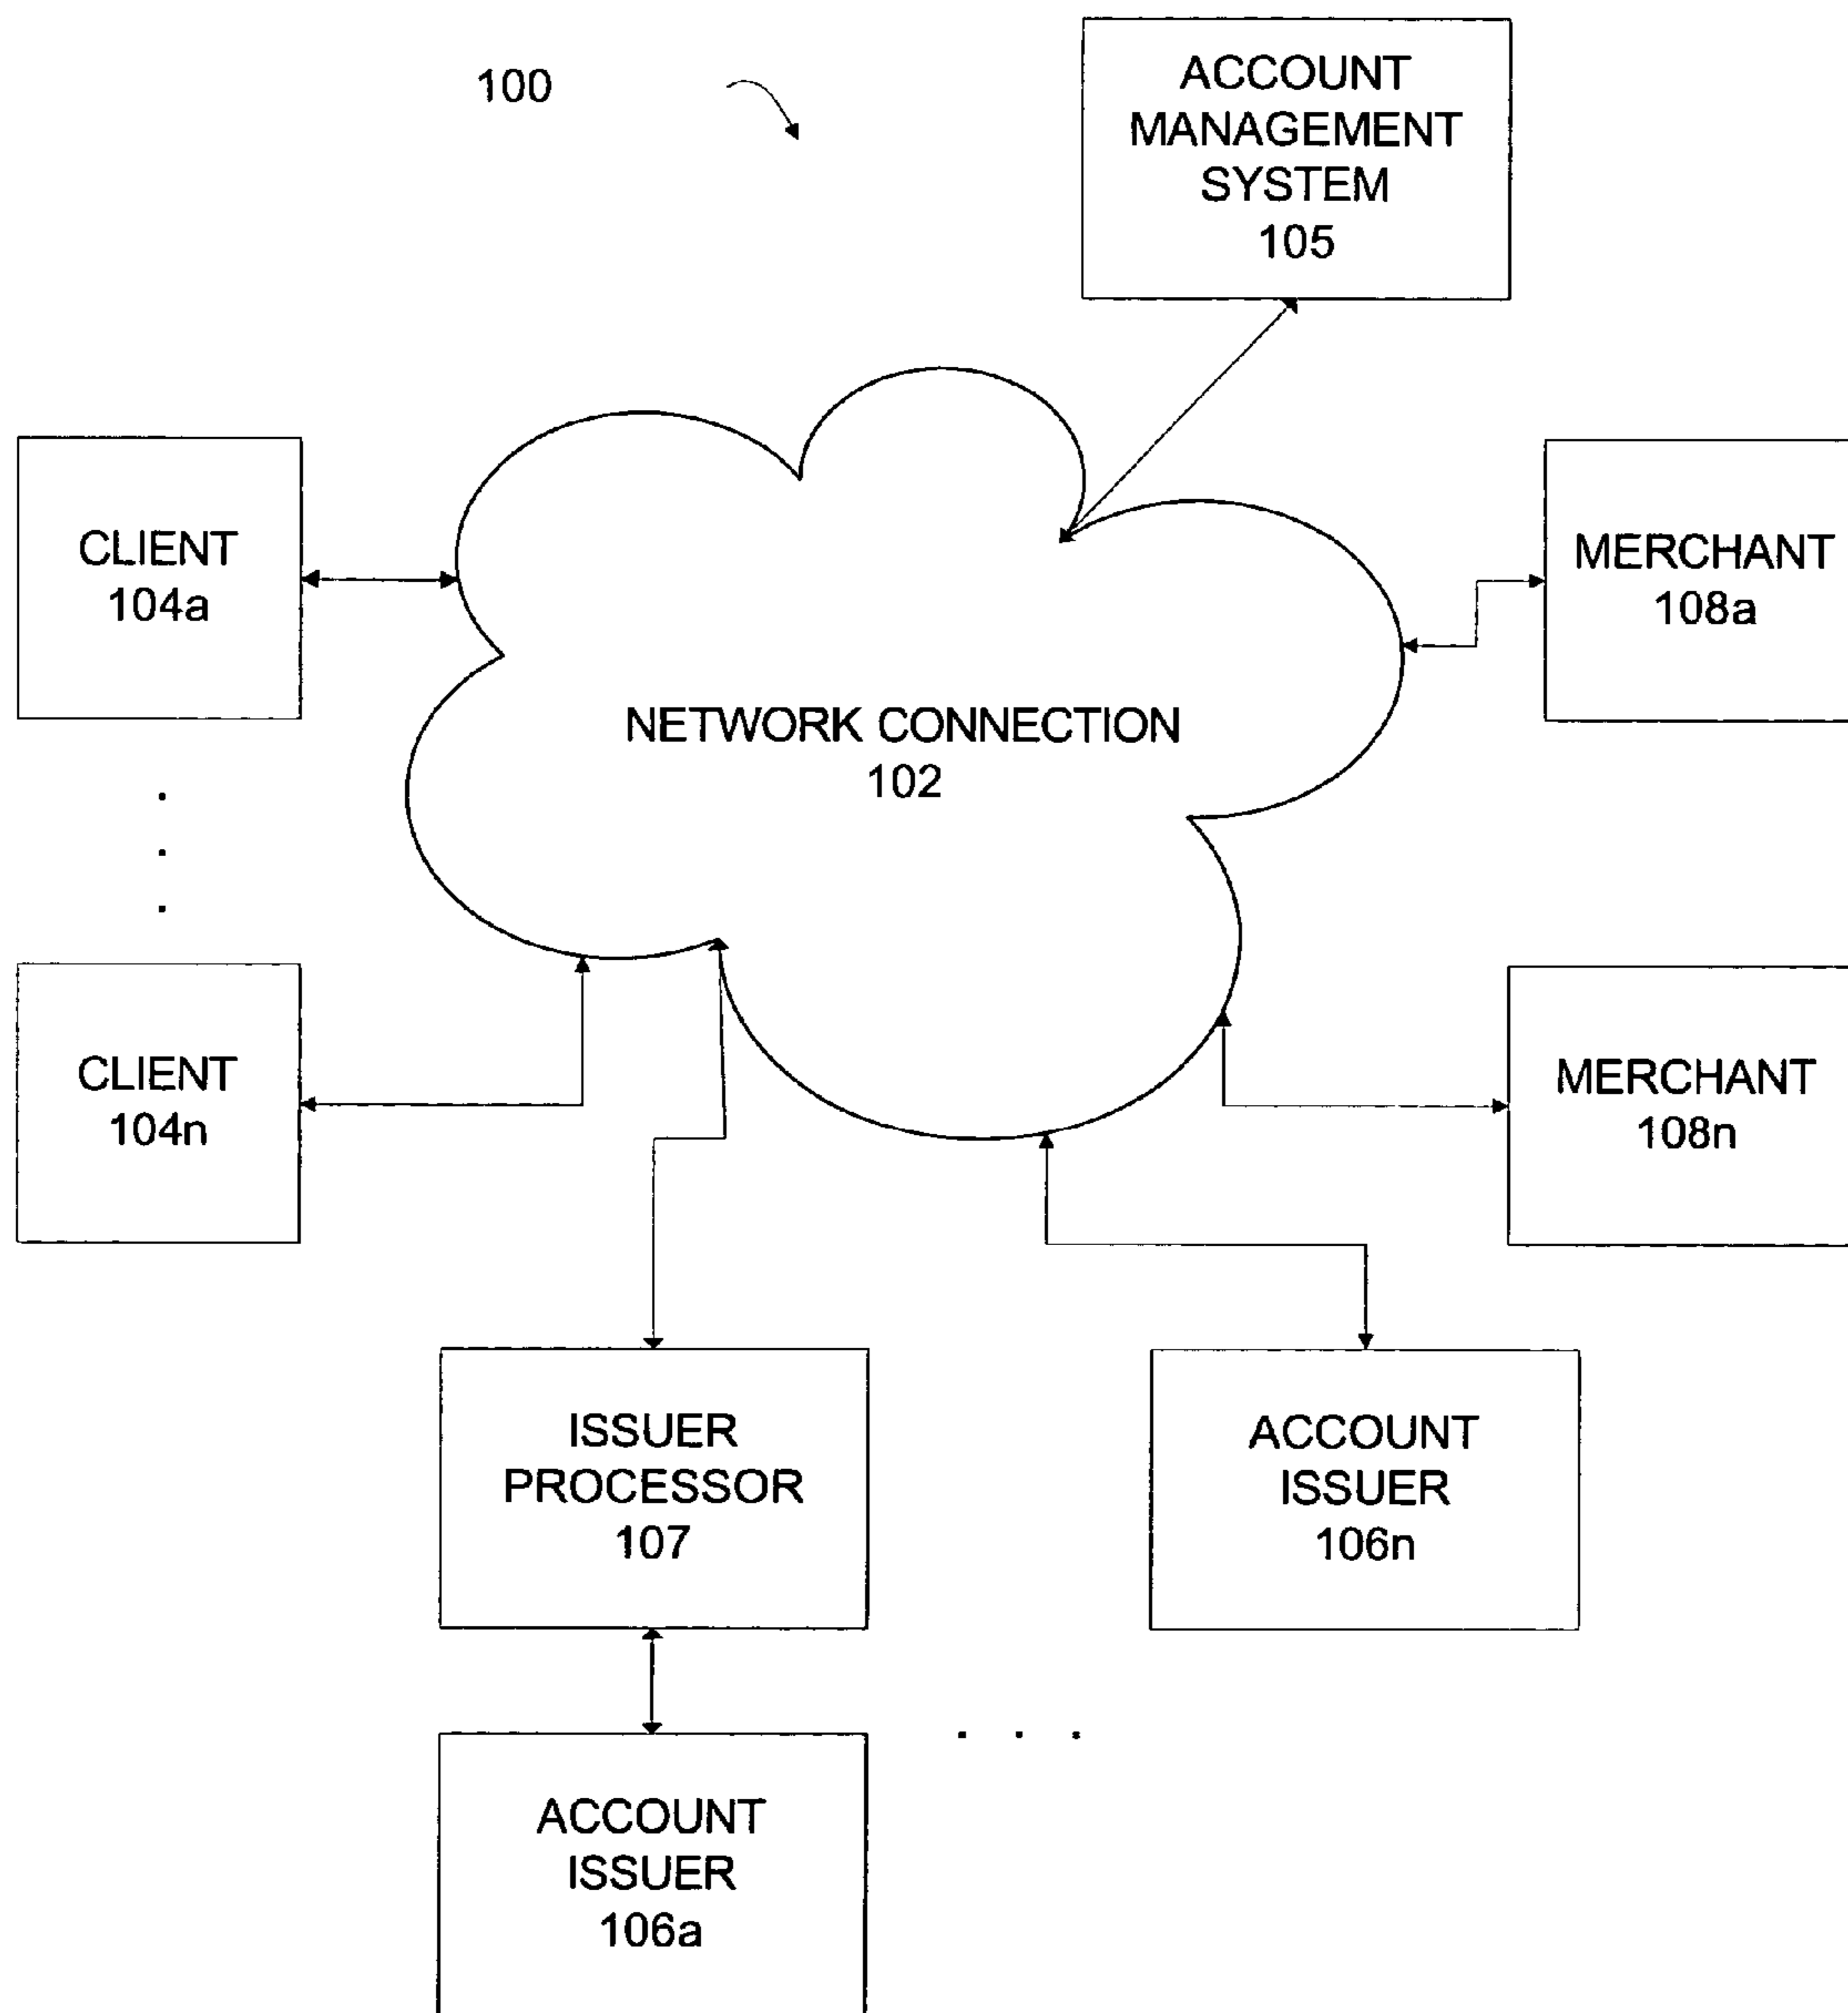 100
ACCOUNT
MANAGEMENT
SYSTEM
105
CLIENT
104a
MERCHANT
108a
NETWORK CONNECTION
102
CLIENT
104n
MERCHANT
108n
ISSUER
PROCESSOR
107
ACCOUNT
ISSUER
106n
ACCOUNT
ISSUER
106a